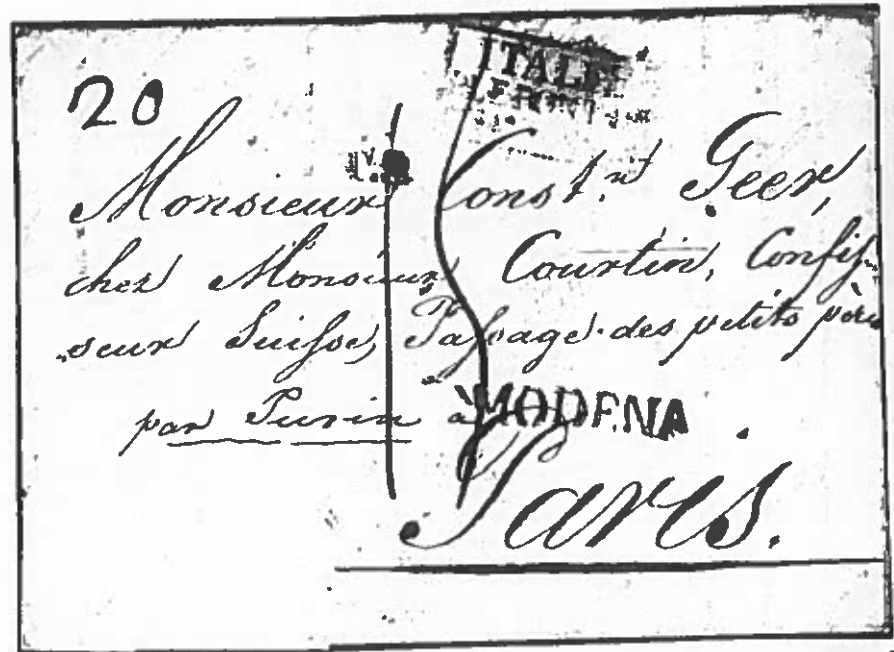 20
ITALIE
Monsieur Const.nt Geer,
chez Monsieur Courtin, Confis-
seur Suisse, Passage des petits pères
par Turin à
MODENA
Paris.